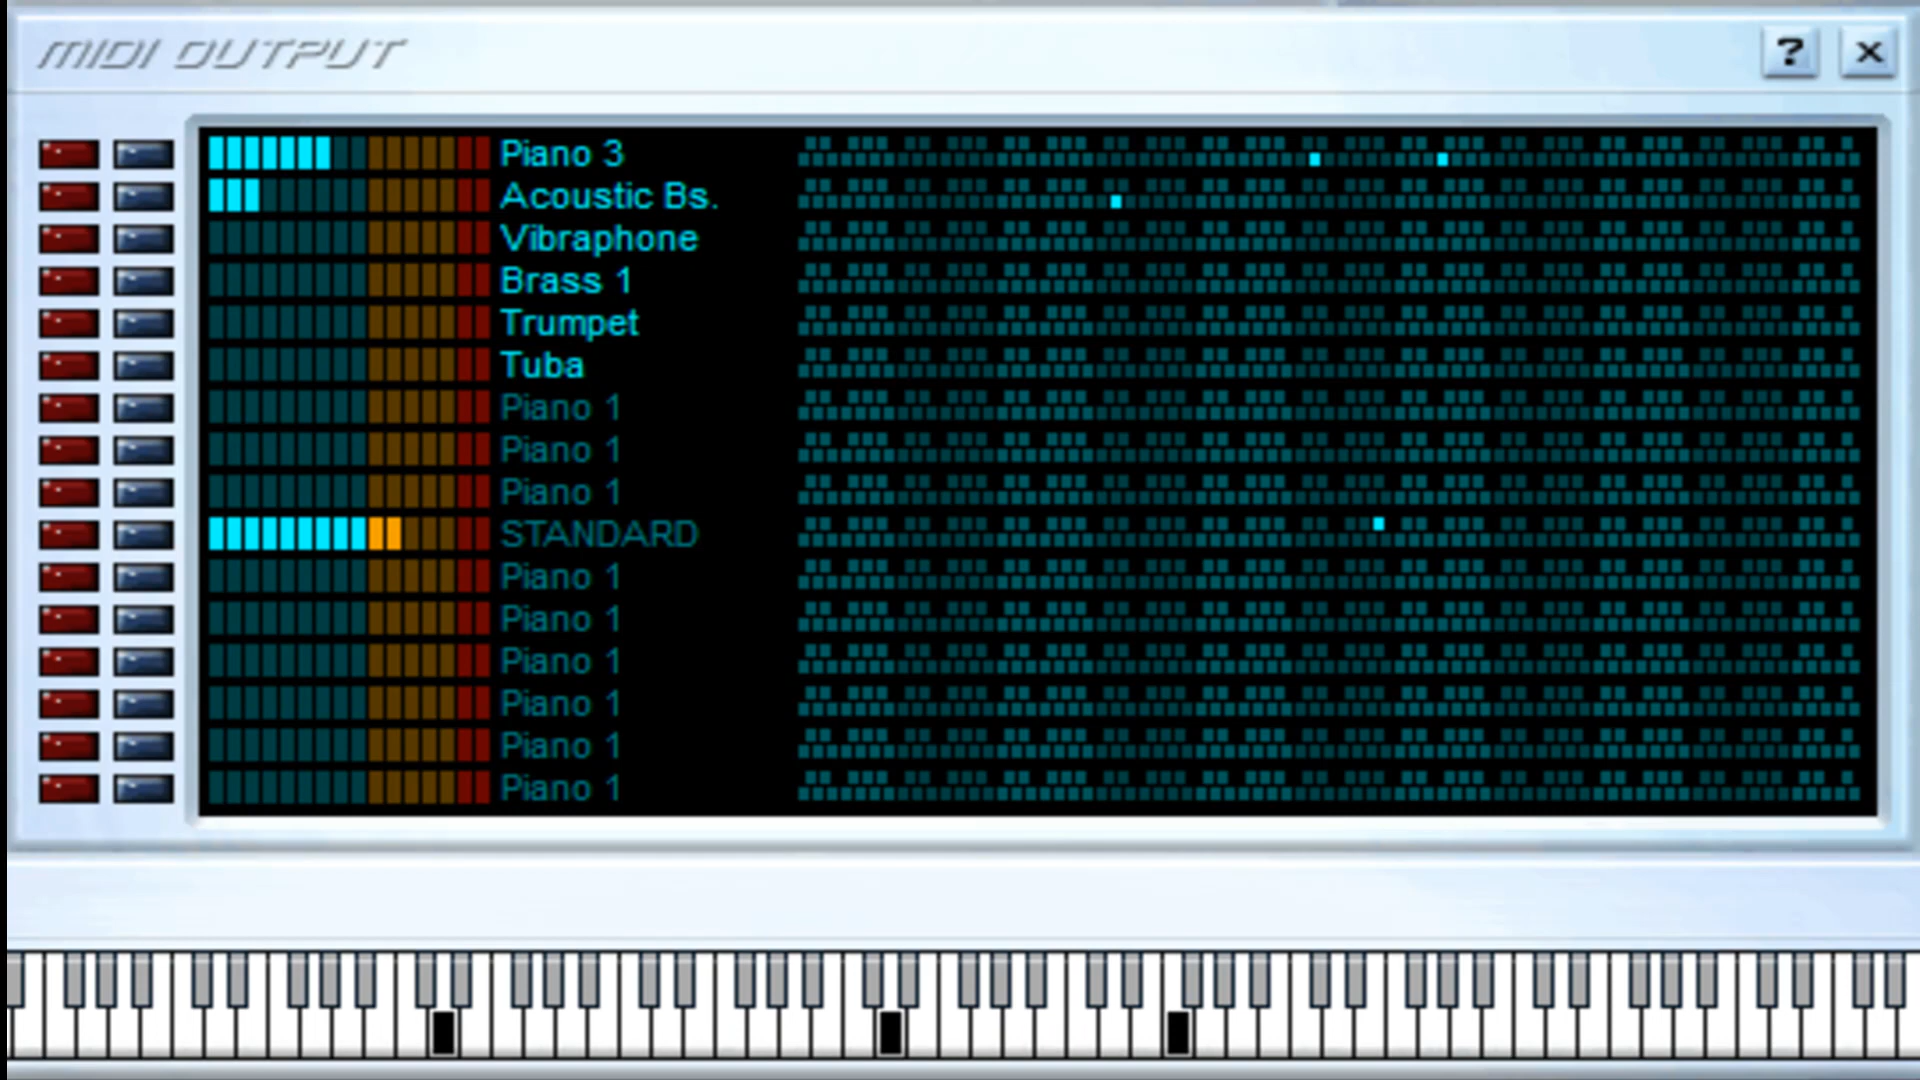 MIDI OUTPUT
? ×
Piano 3
Acoustic Bs.
Vibraphone
Brass 1
Trumpet
Tuba
Piano 1
Piano 1
Piano 1
STANDARD
Piano 1
Piano 1
Piano 1
Piano 1
Piano 1
Piano 1